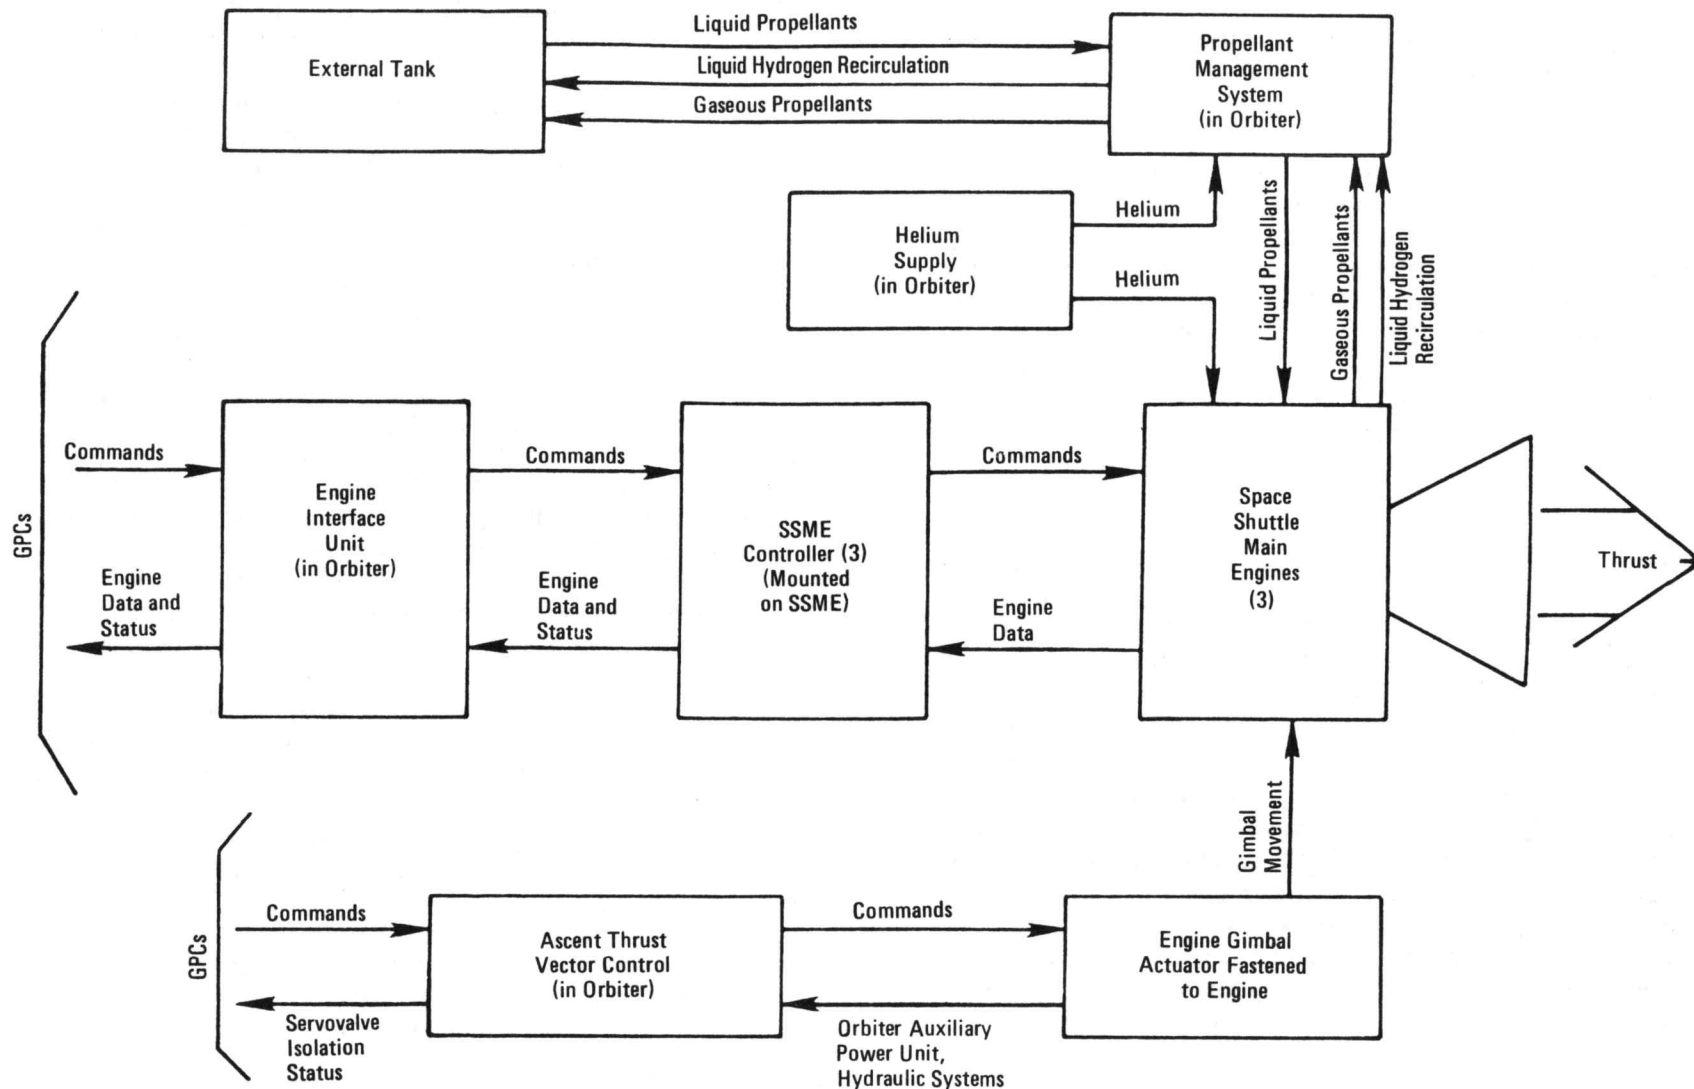 Liquid Propellants
External Tank
Liquid Hydrogen Recirculation
Gaseous Propellants
Propellant
Management
System
(in Orbiter)
Helium
Supply
(in Orbiter)
Helium
Helium
Liquid Propellants
Gaseous Propellants
Liquid Hydrogen
Recirculation
GPCs
Commands
Engine
Data and
Status
Engine
Interface
Unit
(in Orbiter)
Commands
Engine
Data and
Status
SSME
Controller (3)
(Mounted
on SSME)
Commands
Engine
Data
Space
Shuttle
Main
Engines
(3)
Thrust
Gimbal
Movement
GPCs
Commands
Servovalve
Isolation
Status
Ascent Thrust
Vector Control
(in Orbiter)
Commands
Orbiter Auxiliary
Power Unit,
Hydraulic Systems
Engine Gimbal
Actuator Fastened
to Engine